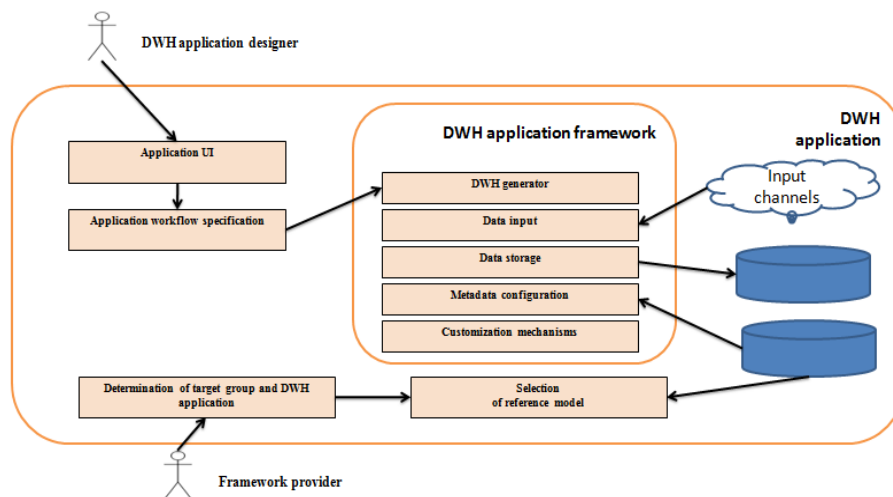 DWH application designer
DWH application framework
DWH
application
Application UI
Application workflow specification
DWH generator
Data input
Data storage
Metadata configuration
Customization mechanisms
Input
channels
Determination of target group and DWH
application
Selection
of reference model
Framework provider